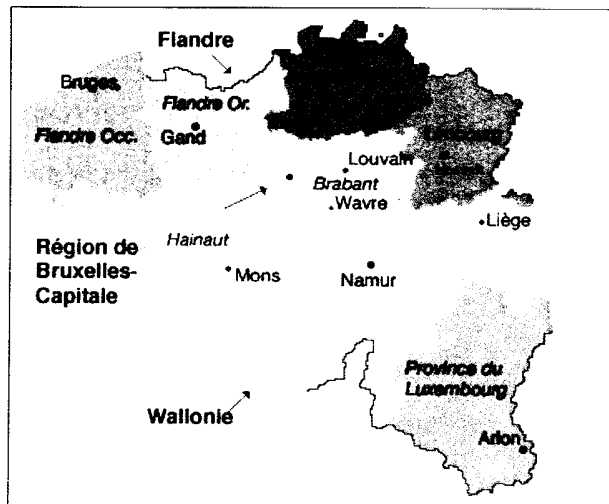 Flandre
Bruges,
Flandre Or.
Flandre Occ.
Gand
Limbourg
Louvain
Brabant
Wavre
Liège
Hainaut
Région de
Bruxelles-
Capitale
Mons
Namur
Province du
Luxembourg
Wallonie
Arlon